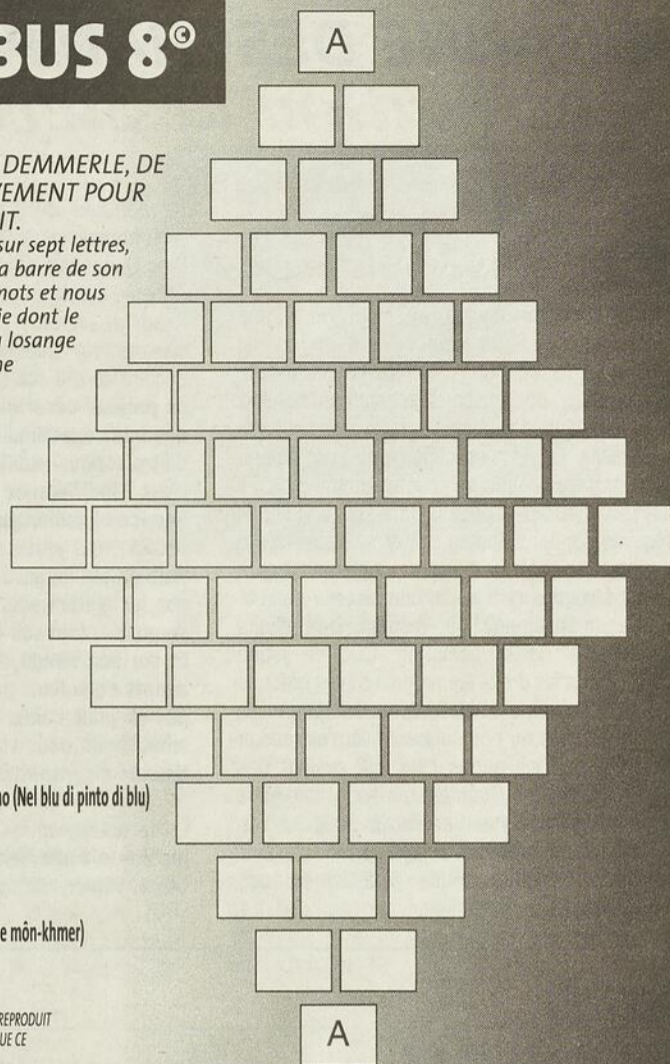 BUS 8
A
DEMMERLE, DE
VEMENT POUR
IT.
sur sept lettres,
a barre de son
mots et nous
ie dont le
losange
ne
no (Nel blu di pinto di blu)
e môn-khmer)
REPRODUIT
UE CE
A